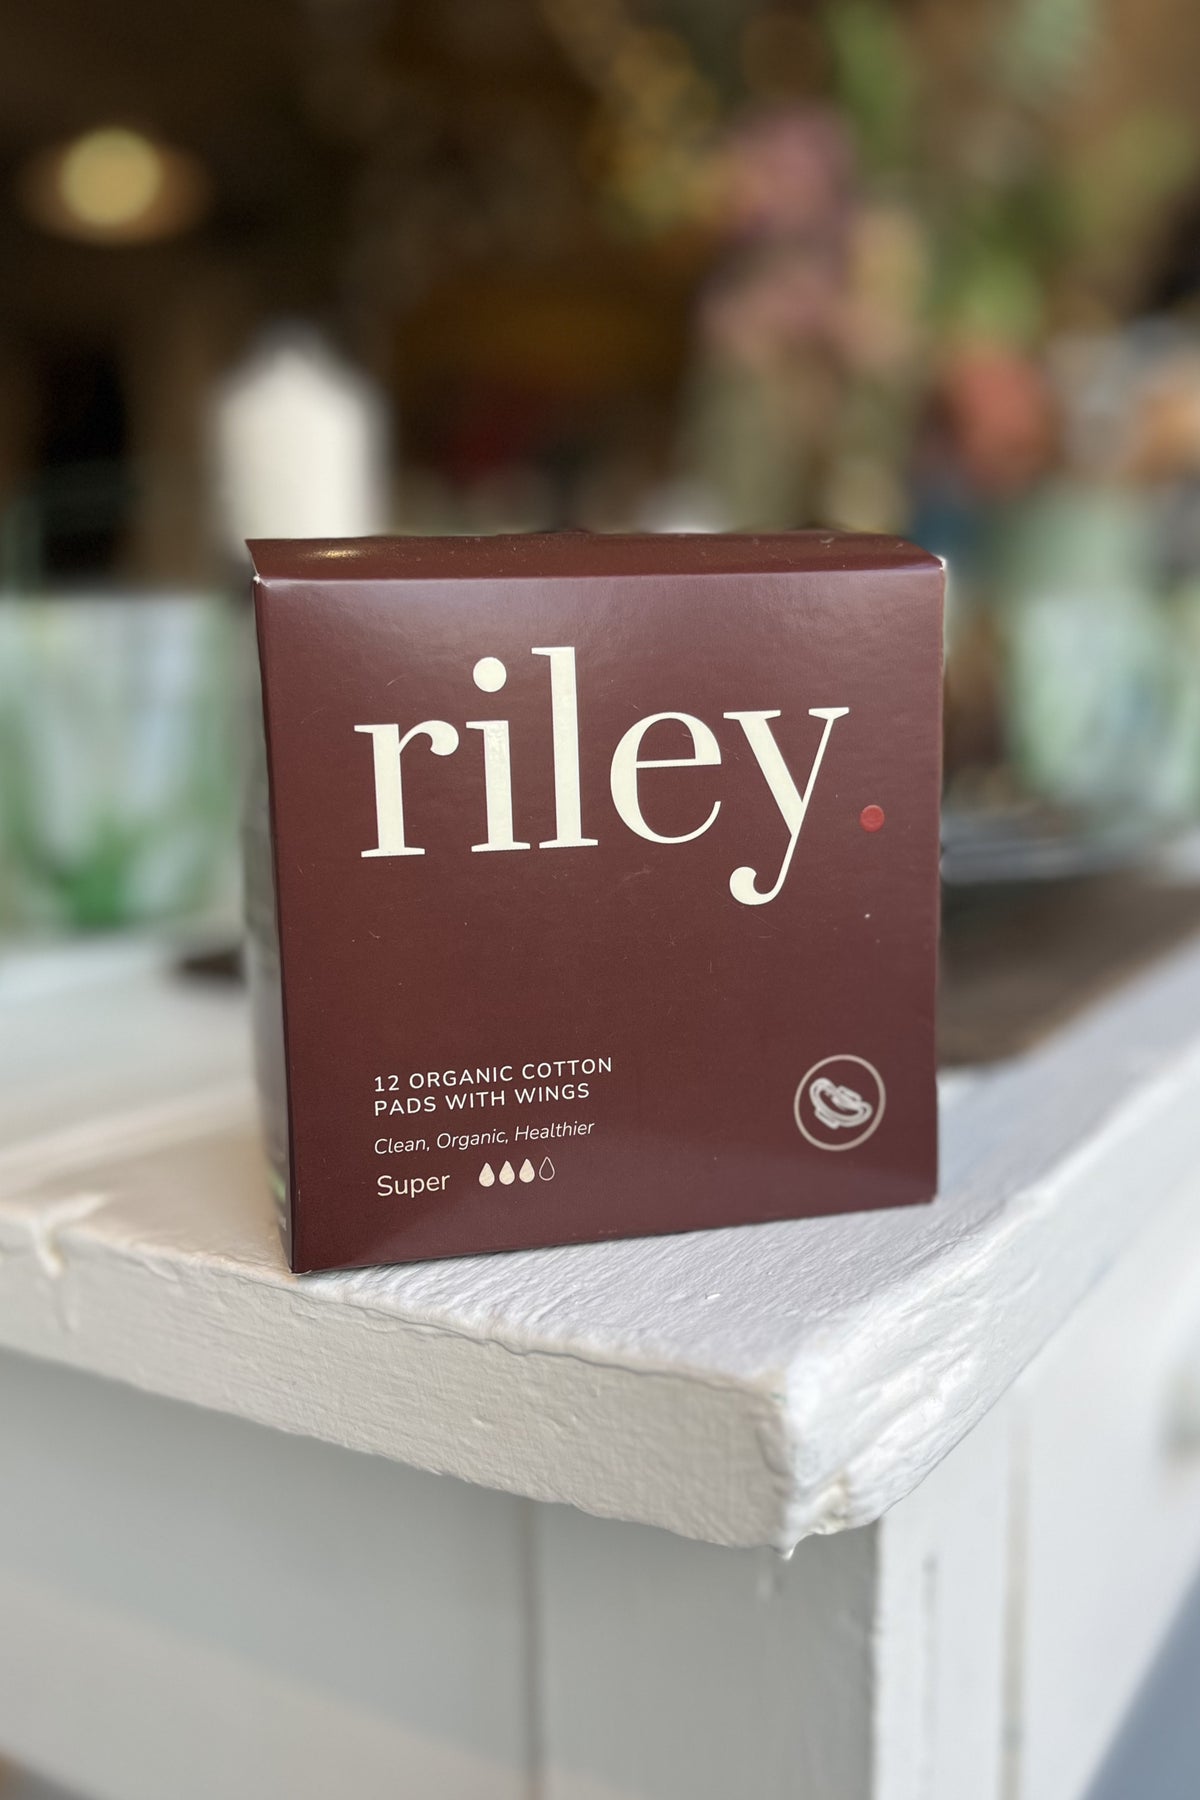 riley.
12 ORGANIC COTTON
PADS WITH WINGS
Clean, Organic, Healthier
Super